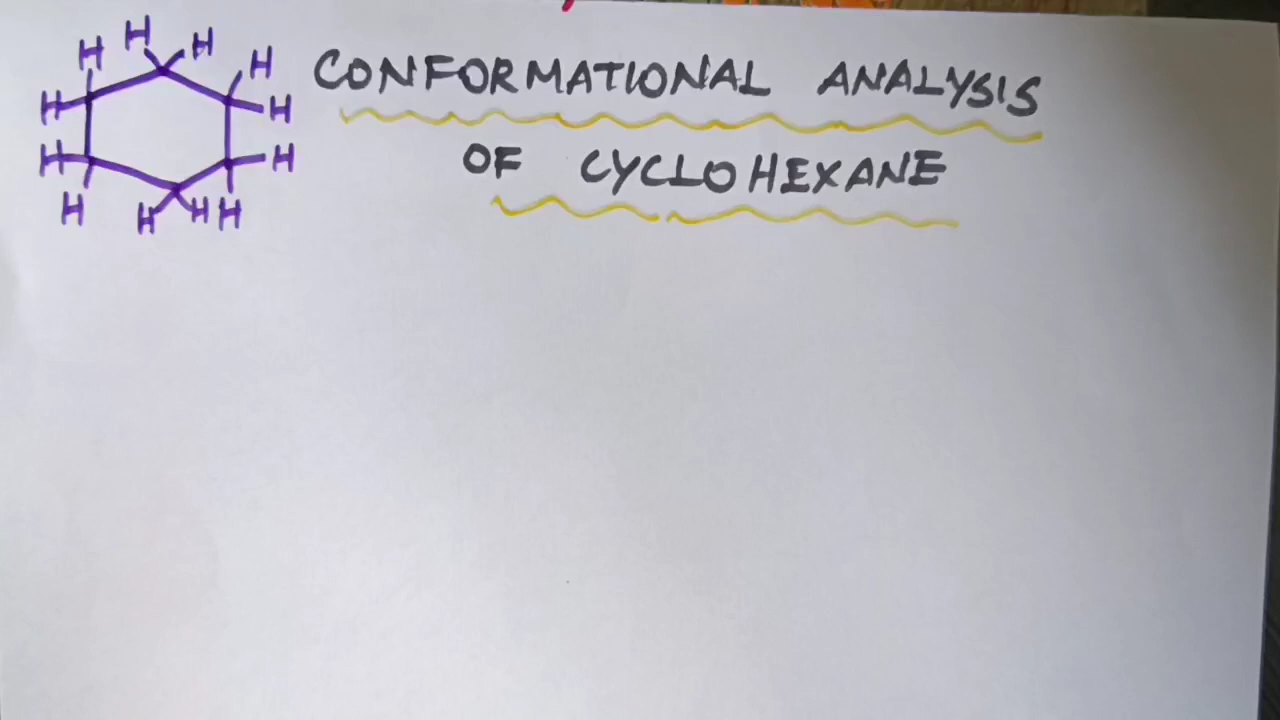 H H H H
CONFORMATIONAL ANALYSIS
H H
OF CYCLOHEXANE
H H
H H H H